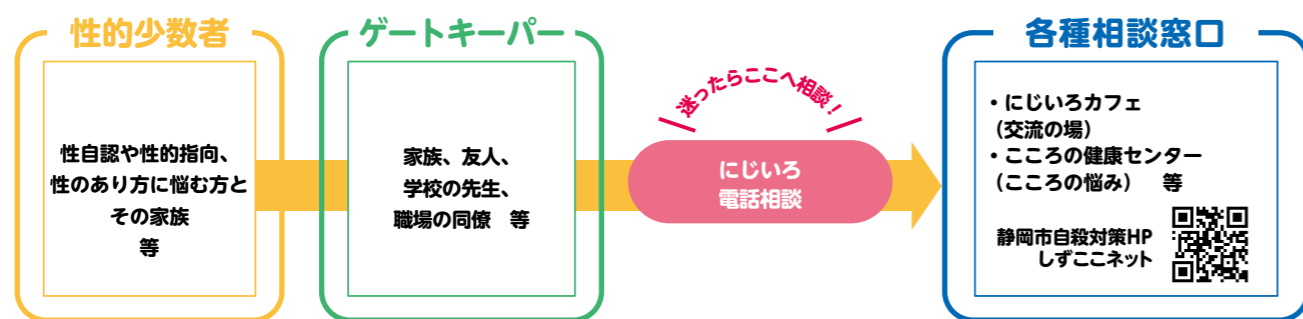 性的少数者
性自認や性的指向、
性のあり方に悩む方と
その家族
等
ゲートキーパー
家族、友人、
学校の先生、
職場の同僚　等
迷ったらここへ相談！
にじいろ
電話相談
各種相談窓口
・にじいろカフェ
（交流の場）
・こころの健康センター
（こころの悩み）　等
静岡市自殺対策HP
しずここネット